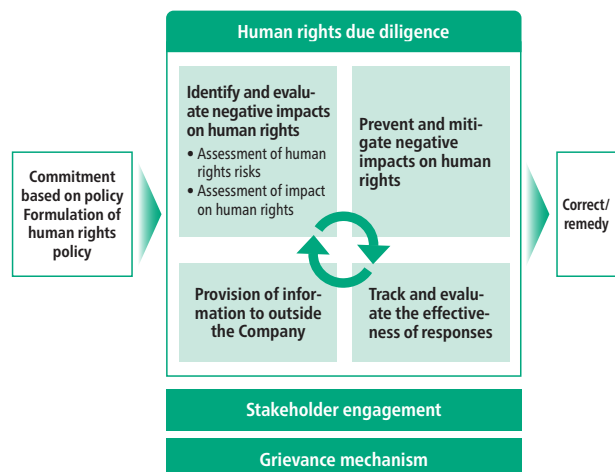 Human rights due diligence
Commitment
based on policy
Formulation of
human rights
policy
Identify and evalu-
ate negative impacts
on human rights
• Assessment of human
rights risks
• Assessment of impact
on human rights
Prevent and miti-
gate negative
impacts on human
rights
Provision of infor-
mation to outside
the Company
Track and evalu-
ate the effective-
ness of responses
Correct/
remedy
Stakeholder engagement
Grievance mechanism